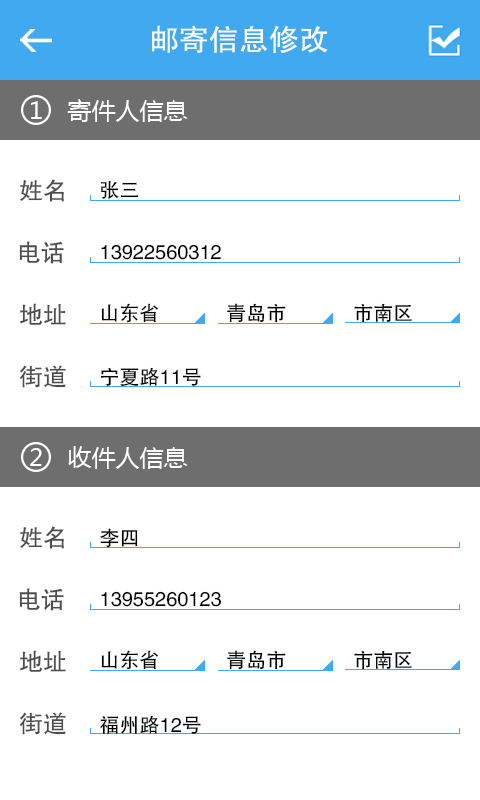 邮寄信息修改
① 寄件人信息
姓名 张三
电话 13922560312
地址 山东省 青岛市 市南区
街道 宁夏路11号
② 收件人信息
姓名 李四
电话 13955260123
地址 山东省 青岛市 市南区
街道 福州路12号